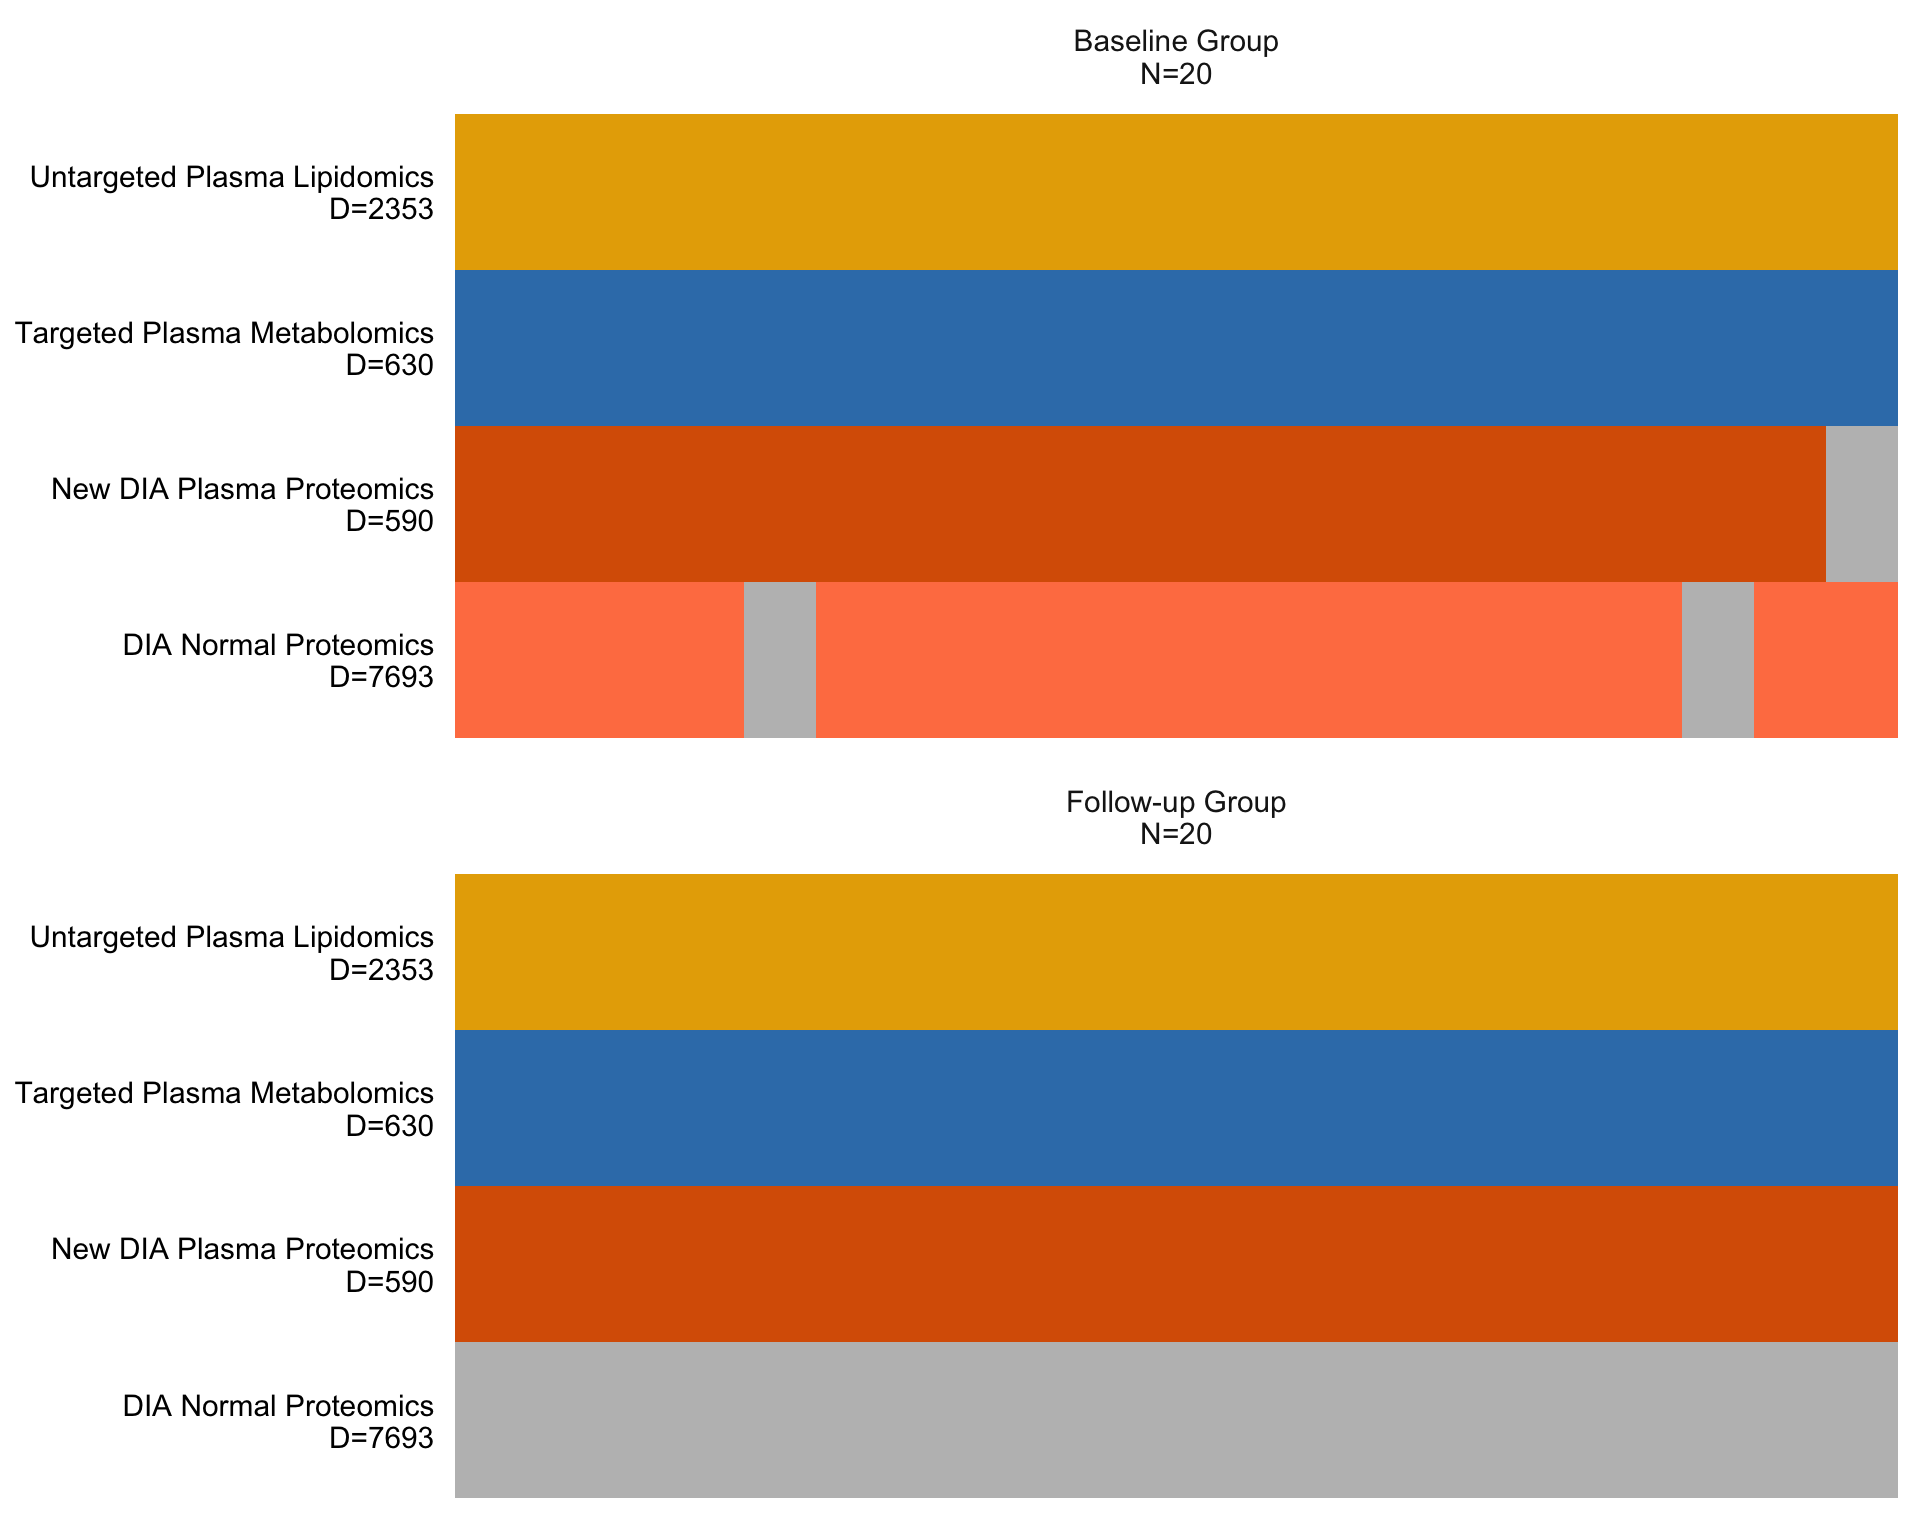 Baseline Group
N=20
Untargeted Plasma Lipidomics
D=2353
Targeted Plasma Metabolomics
D=630
New DIA Plasma Proteomics
D=590
DIA Normal Proteomics
D=7693
Follow-up Group
N=20
Untargeted Plasma Lipidomics
D=2353
Targeted Plasma Metabolomics
D=630
New DIA Plasma Proteomics
D=590
DIA Normal Proteomics
D=7693